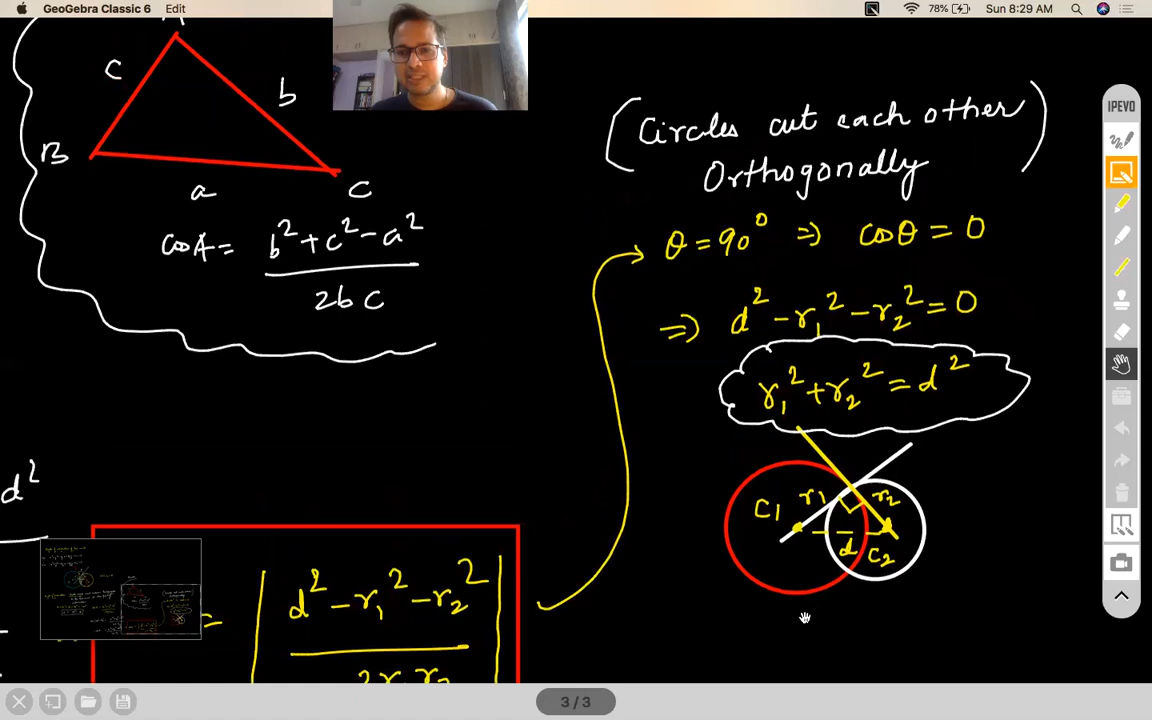 GeoGebra Classic 6 Edit
78% Sun 8:29 AM
A
c
b
B
a
C
cosA = b² + c² - a² / 2bc
d²
= | d² - r₁² - r₂² / 2r₁r₂ |
(Circles cut each other
Orthogonally)
θ = 90° ⇒ cosθ = 0
⇒ d² - r₁² - r₂² = 0
r₁² + r₂² = d²
C₁ r₁ r₂
d C₂
IPEVO
3 / 3